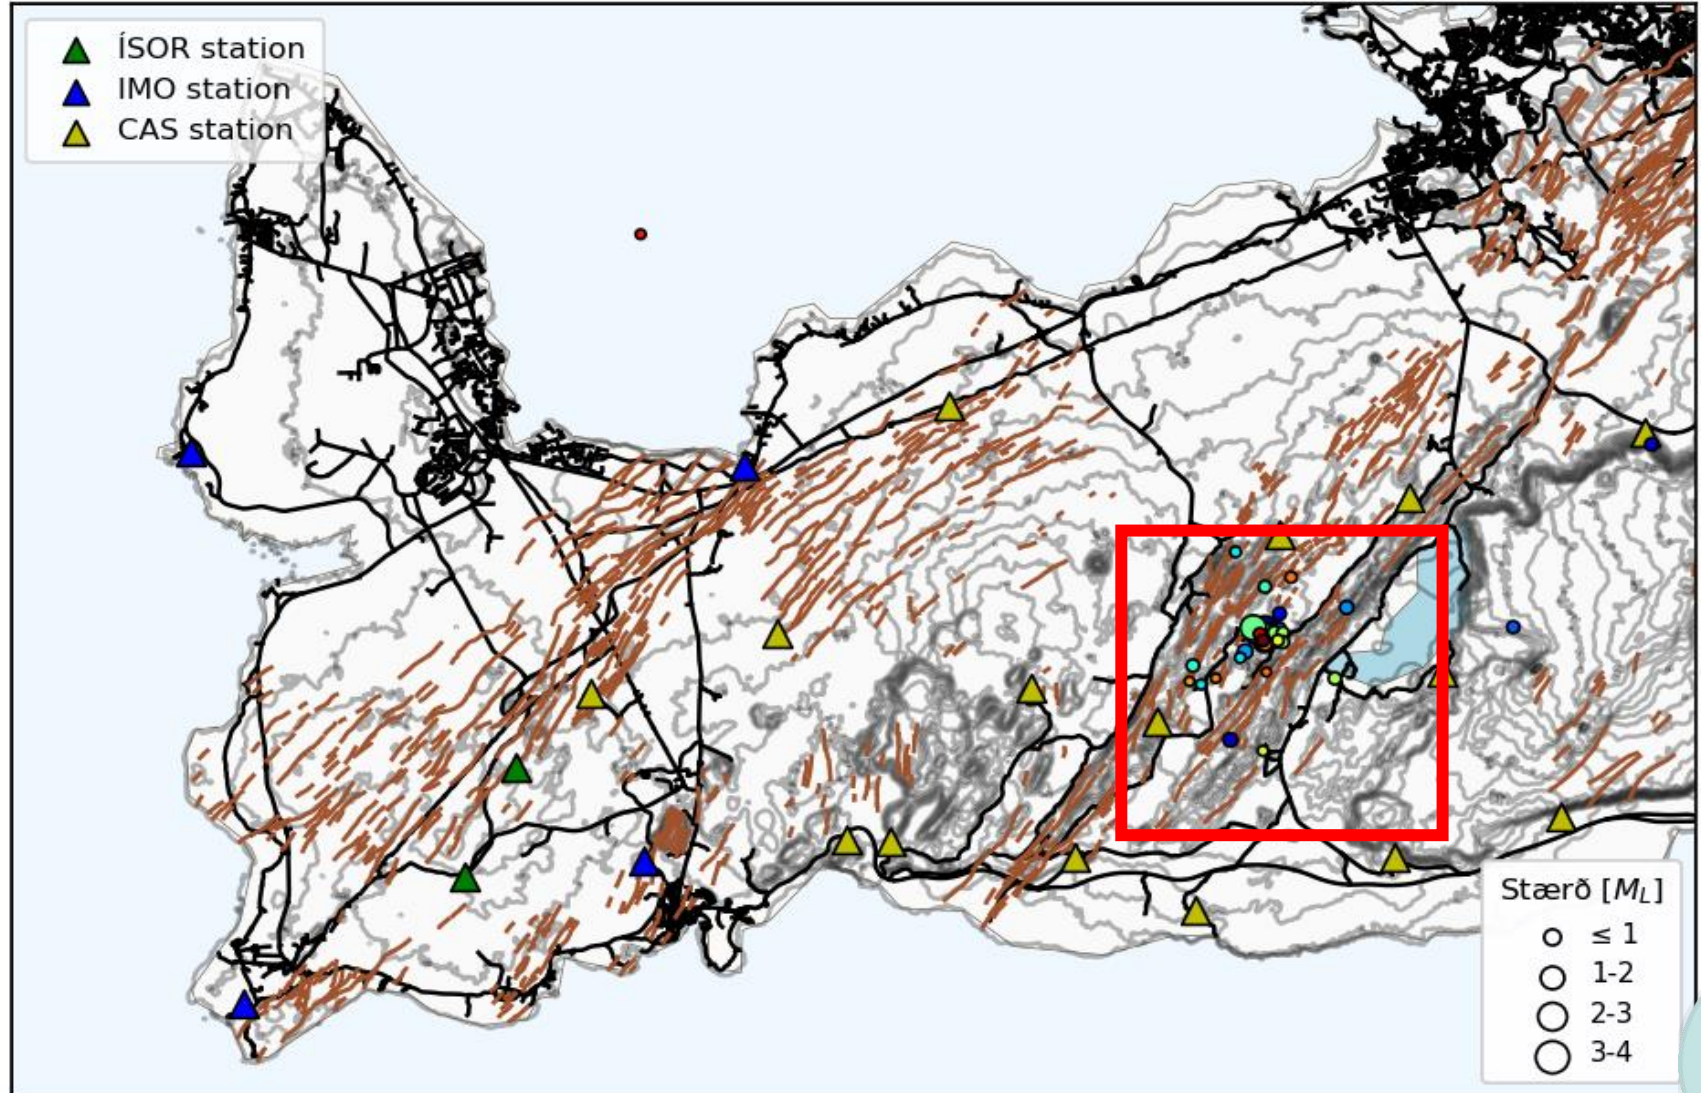 ÍSOR station
IMO station
CAS station
Stærð [M_L]
≤ 1
1-2
2-3
3-4